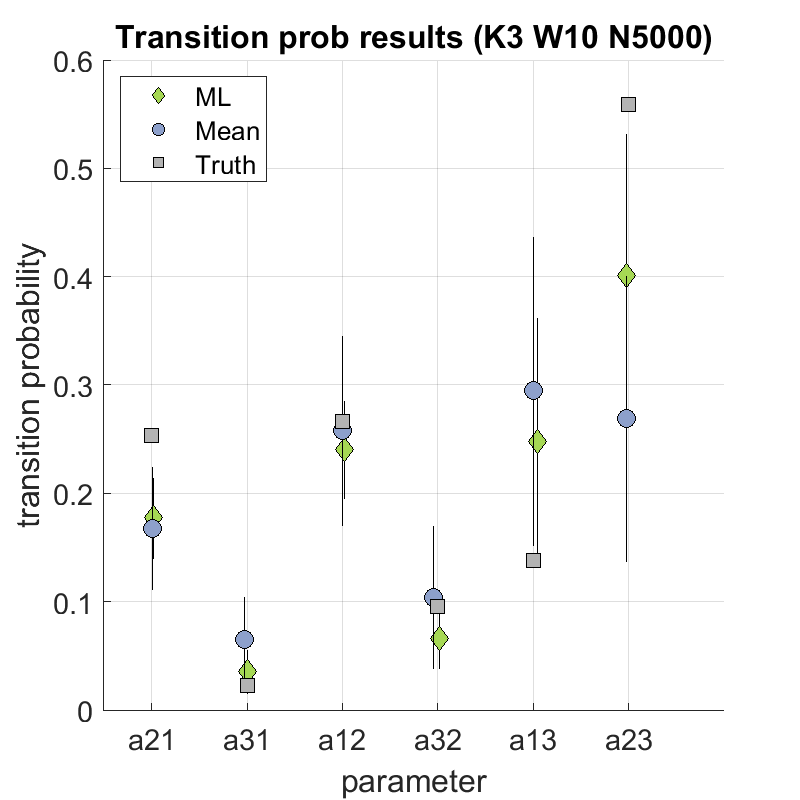 Transition prob results (K3 W10 N5000)
ML
Mean
Truth
transition probability
0.6
0.5
0.4
0.3
0.2
0.1
0
a21 a31 a12 a32 a13 a23
parameter